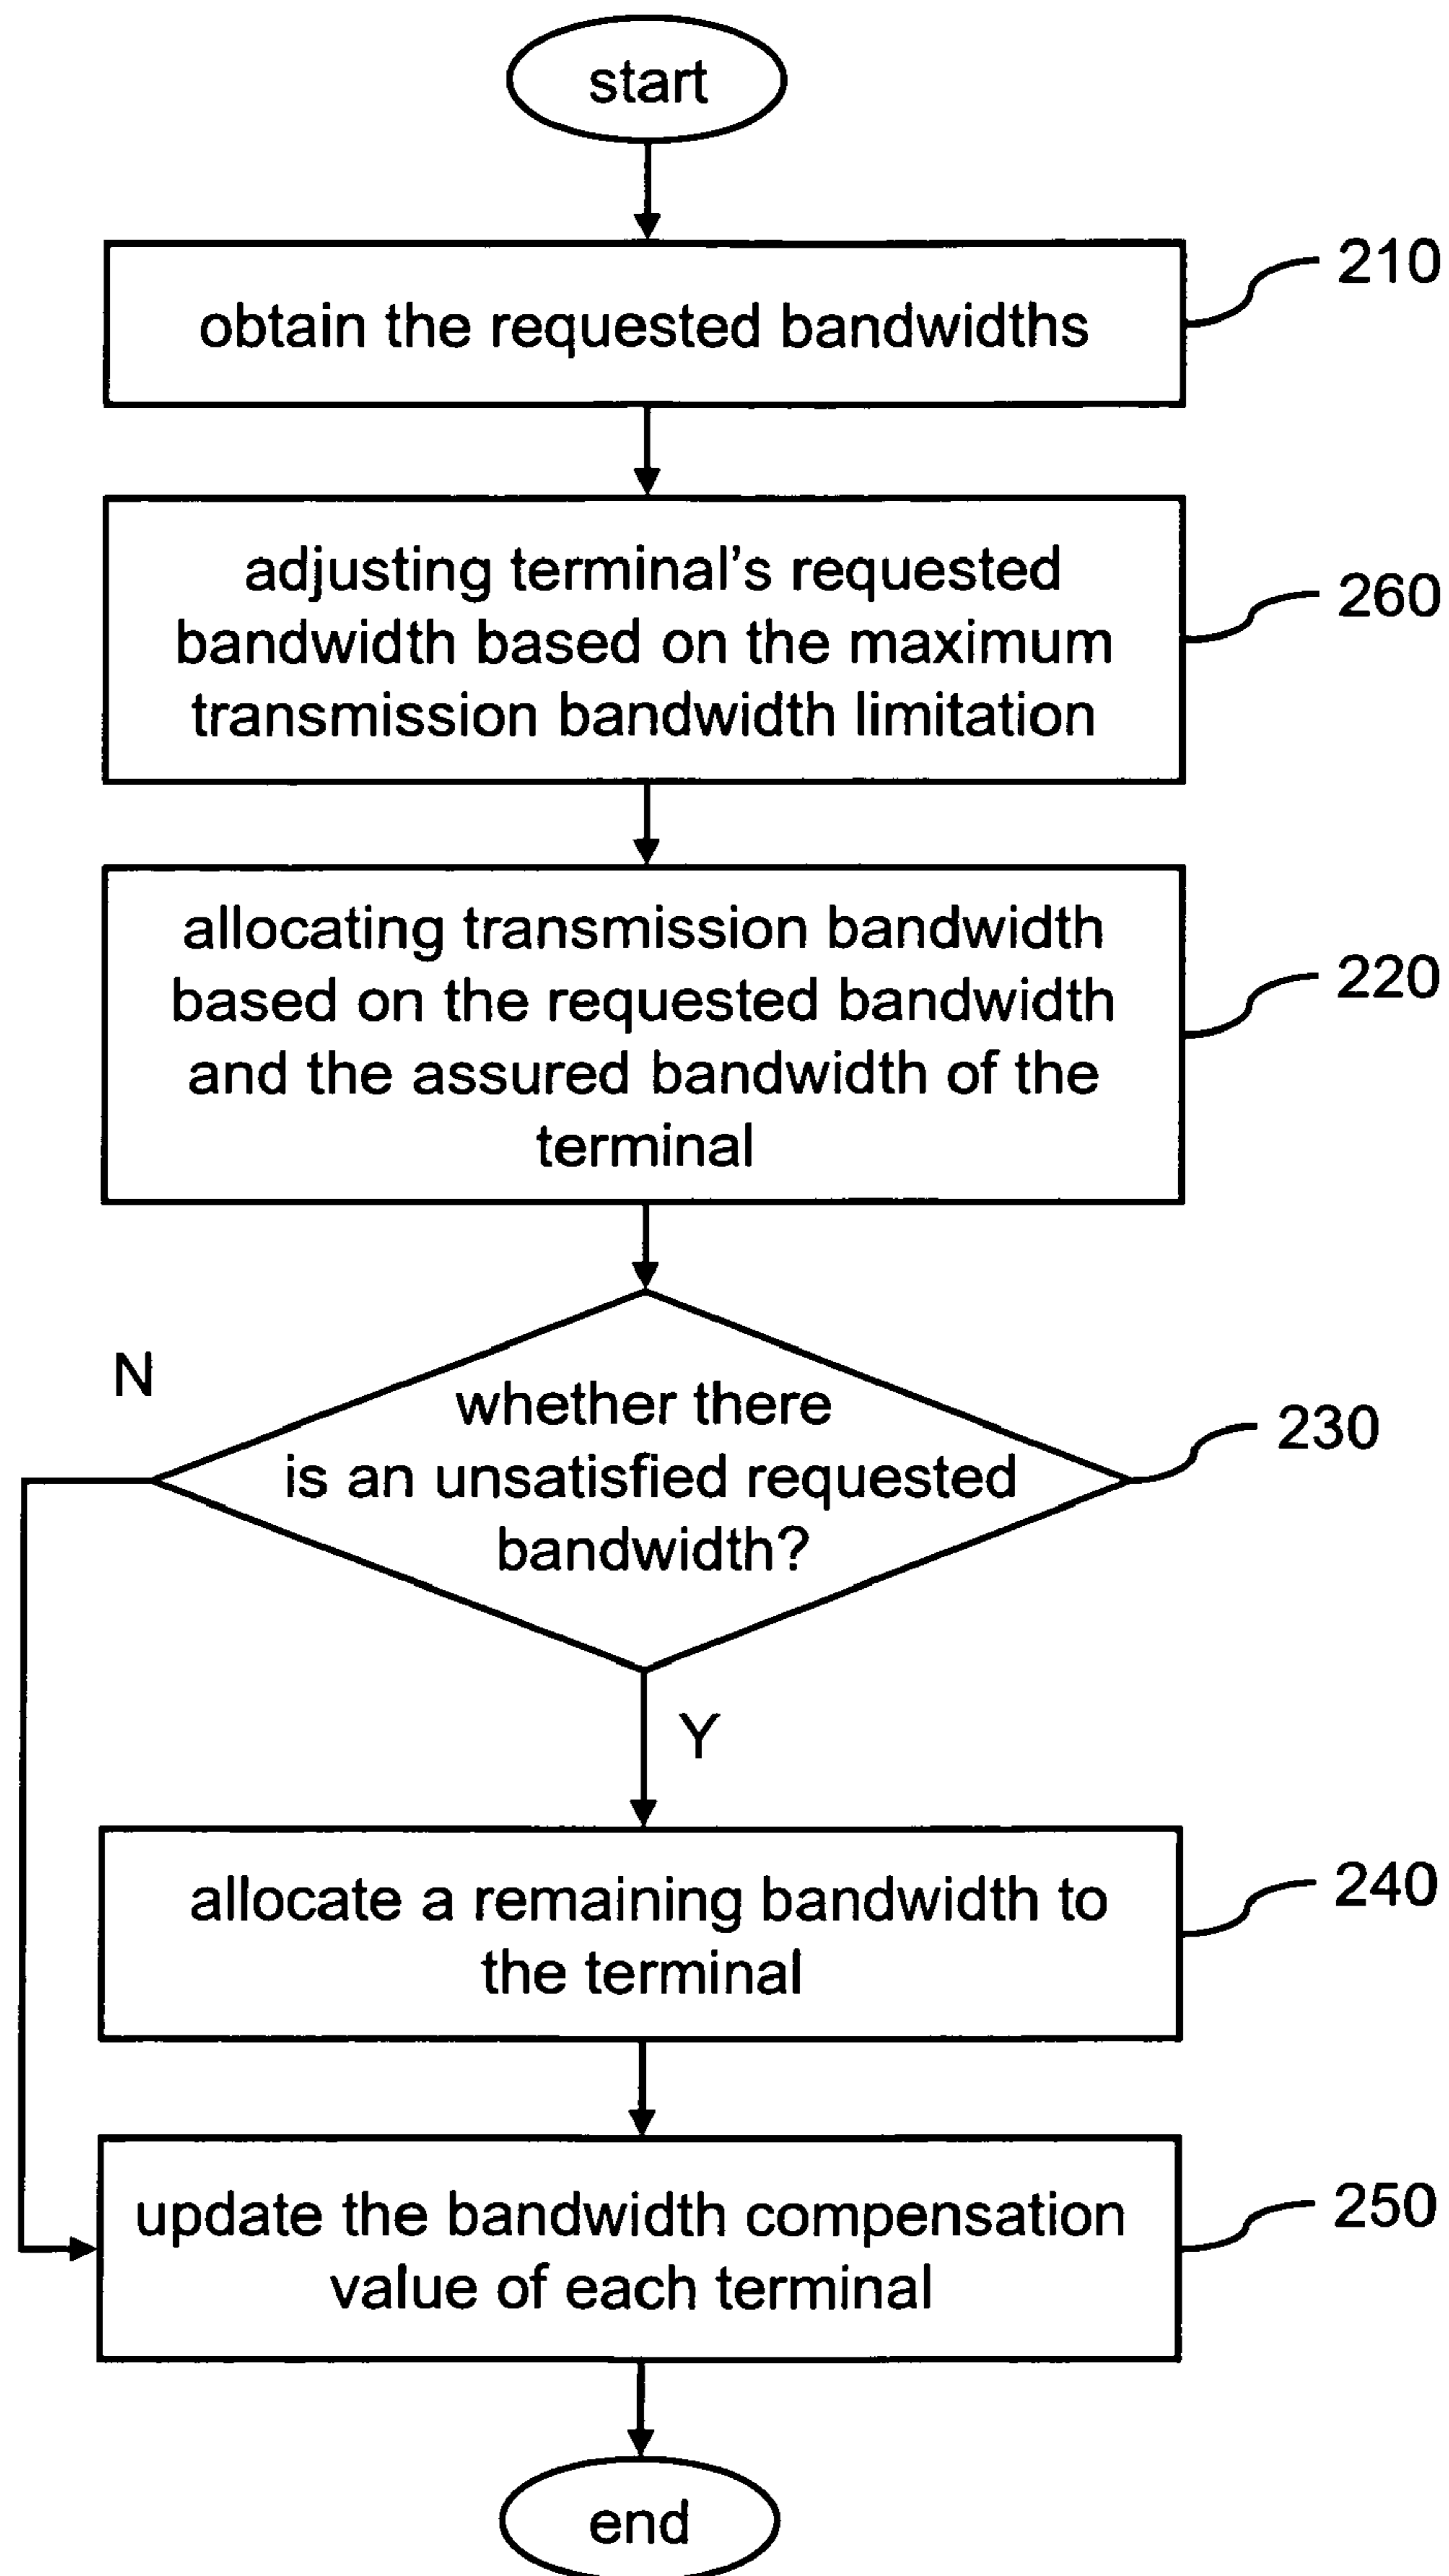 start
obtain the requested bandwidths
210
adjusting terminal's requested
bandwidth based on the maximum
transmission bandwidth limitation
260
allocating transmission bandwidth
based on the requested bandwidth
and the assured bandwidth of the
terminal
220
N
whether there
is an unsatisfied requested
bandwidth?
230
Y
allocate a remaining bandwidth to
the terminal
240
update the bandwidth compensation
value of each terminal
250
end